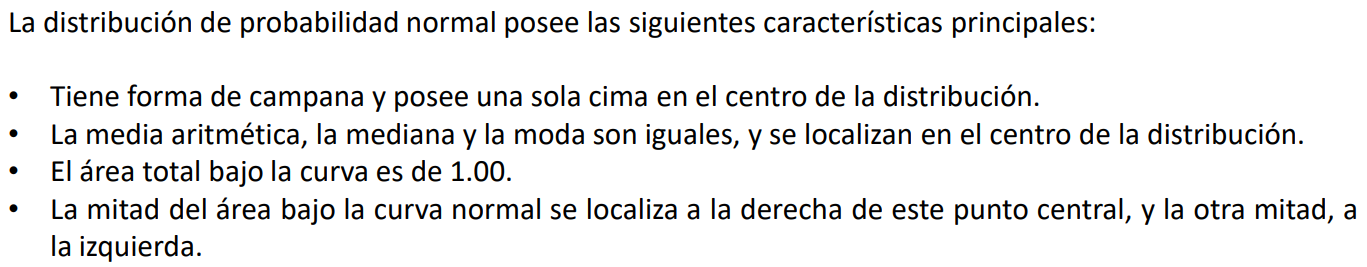 La distribución de probabilidad normal posee las siguientes características principales:
• Tiene forma de campana y posee una sola cima en el centro de la distribución.
• La media aritmética, la mediana y la moda son iguales, y se localizan en el centro de la distribución.
• El área total bajo la curva es de 1.00.
• La mitad del área bajo la curva normal se localiza a la derecha de este punto central, y la otra mitad, a
la izquierda.